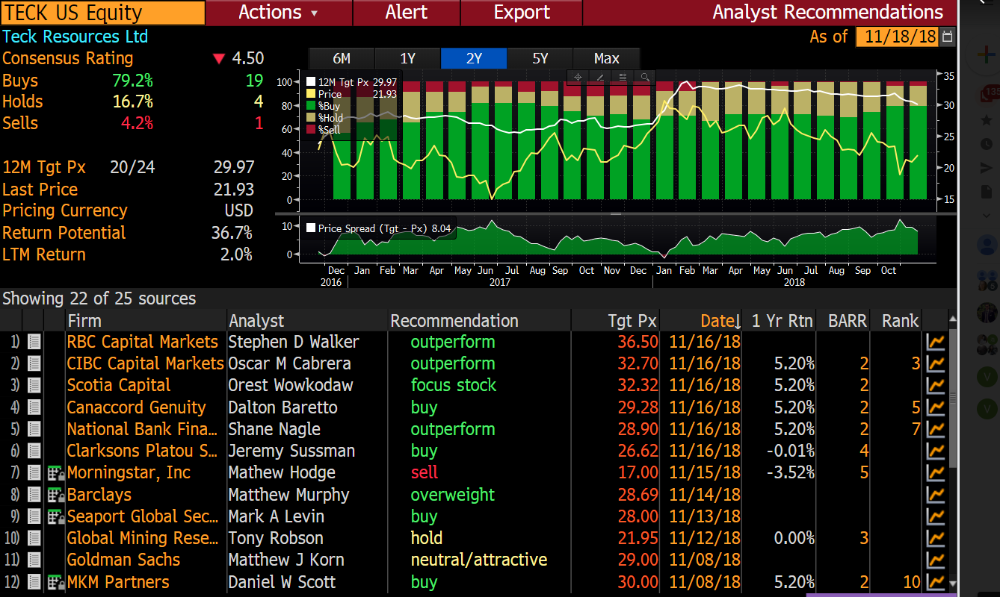 TECK US Equity Actions Alert Export Analyst Recommendations
Teck Resources Ltd As of 11/18/18
Consensus Rating 4.50 6M 1Y 2Y 5Y Max
Buys 79.2% 19
Holds 16.7% 4
Sells 4.2% 1
12M Tgt Px 20/24 29.97
Last Price 21.93
Pricing Currency USD
Return Potential 36.7%
LTM Return 2.0%
12M Tgt Px 29.97
Price 21.93
%Buy
%Hold
%Sell
100
80
60
40
20
0
35
30
25
20
15
Price Spread (Tgt - Px) 8.04
10
0
Dec Jan Feb Mar Apr May Jun Jul Aug Sep Oct Nov Dec Jan Feb Mar Apr May Jun Jul Aug Sep Oct
2016 2017 2018
Showing 22 of 25 sources
Firm Analyst Recommendation Tgt Px Date↓ 1 Yr Rtn BARR Rank
1) RBC Capital Markets Stephen D Walker outperform 36.50 11/16/18
2) CIBC Capital Markets Oscar M Cabrera outperform 32.70 11/16/18 5.20% 2 3
3) Scotia Capital Orest Wowkodaw focus stock 32.32 11/16/18 5.20% 2
4) Canaccord Genuity Dalton Baretto buy 29.28 11/16/18 5.20% 2 5
5) National Bank Fina... Shane Nagle outperform 28.90 11/16/18 5.20% 2 7
6) Clarksons Platou S... Jeremy Sussman buy 26.62 11/16/18 -0.01% 4
7) Morningstar, Inc Mathew Hodge sell 17.00 11/15/18 -3.52% 5
8) Barclays Matthew Murphy overweight 28.69 11/14/18
9) Seaport Global Sec... Mark A Levin buy 28.00 11/13/18
10) Global Mining Rese... Tony Robson hold 21.95 11/12/18 0.00% 3
11) Goldman Sachs Matthew J Korn neutral/attractive 29.00 11/08/18
12) MKM Partners Daniel W Scott buy 30.00 11/08/18 5.20% 2 10
V
V